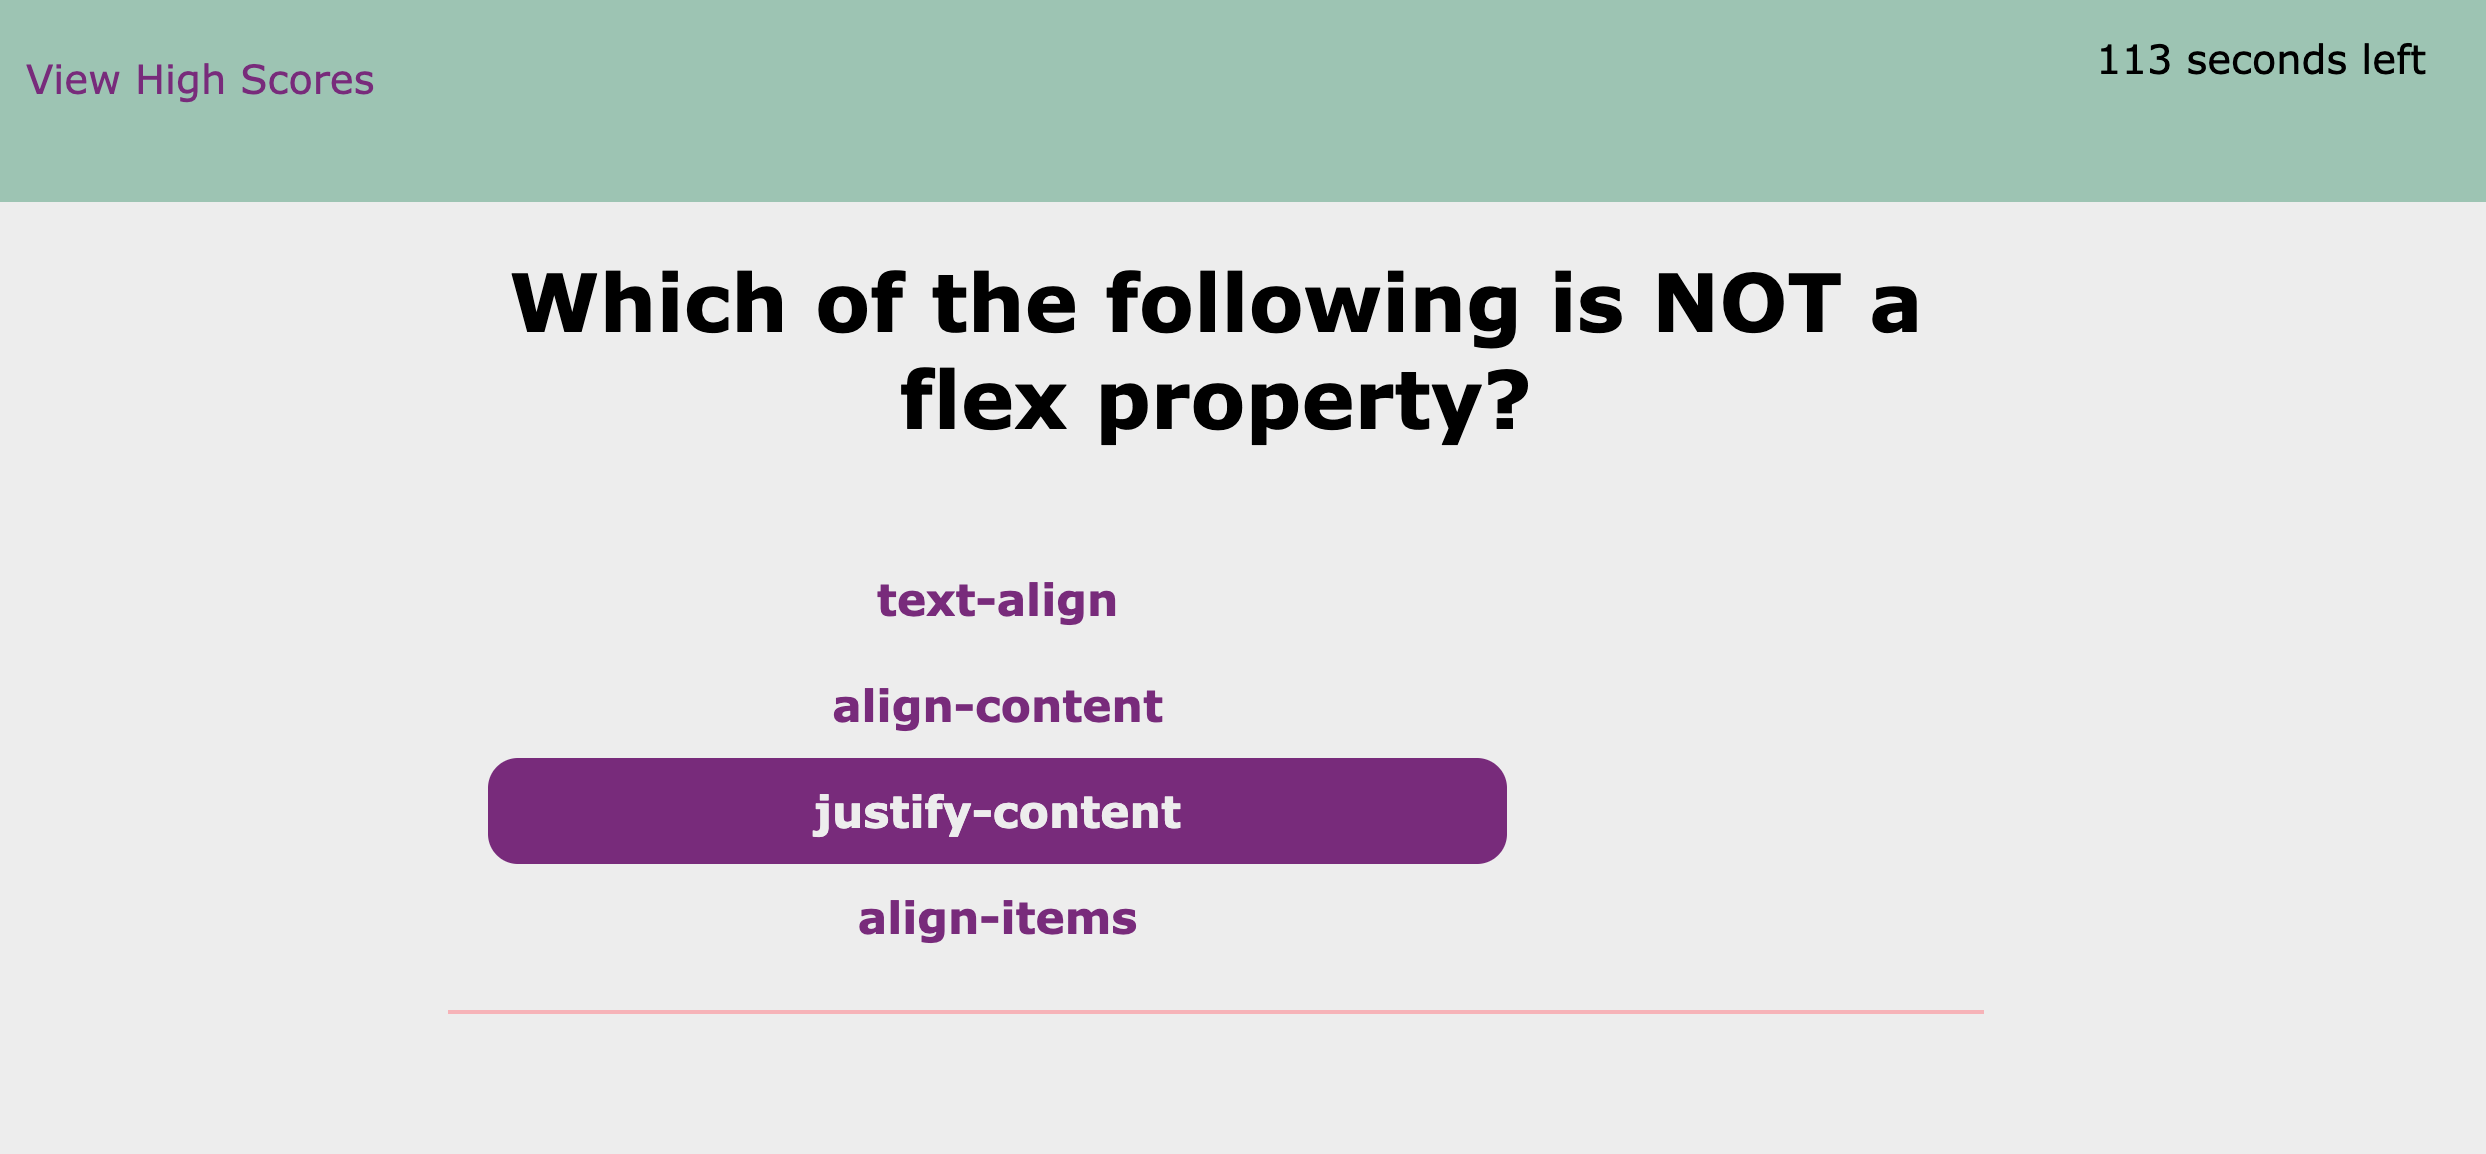 View High Scores
113 seconds left
Which of the following is NOT a
flex property?
text-align
align-content
justify-content
align-items